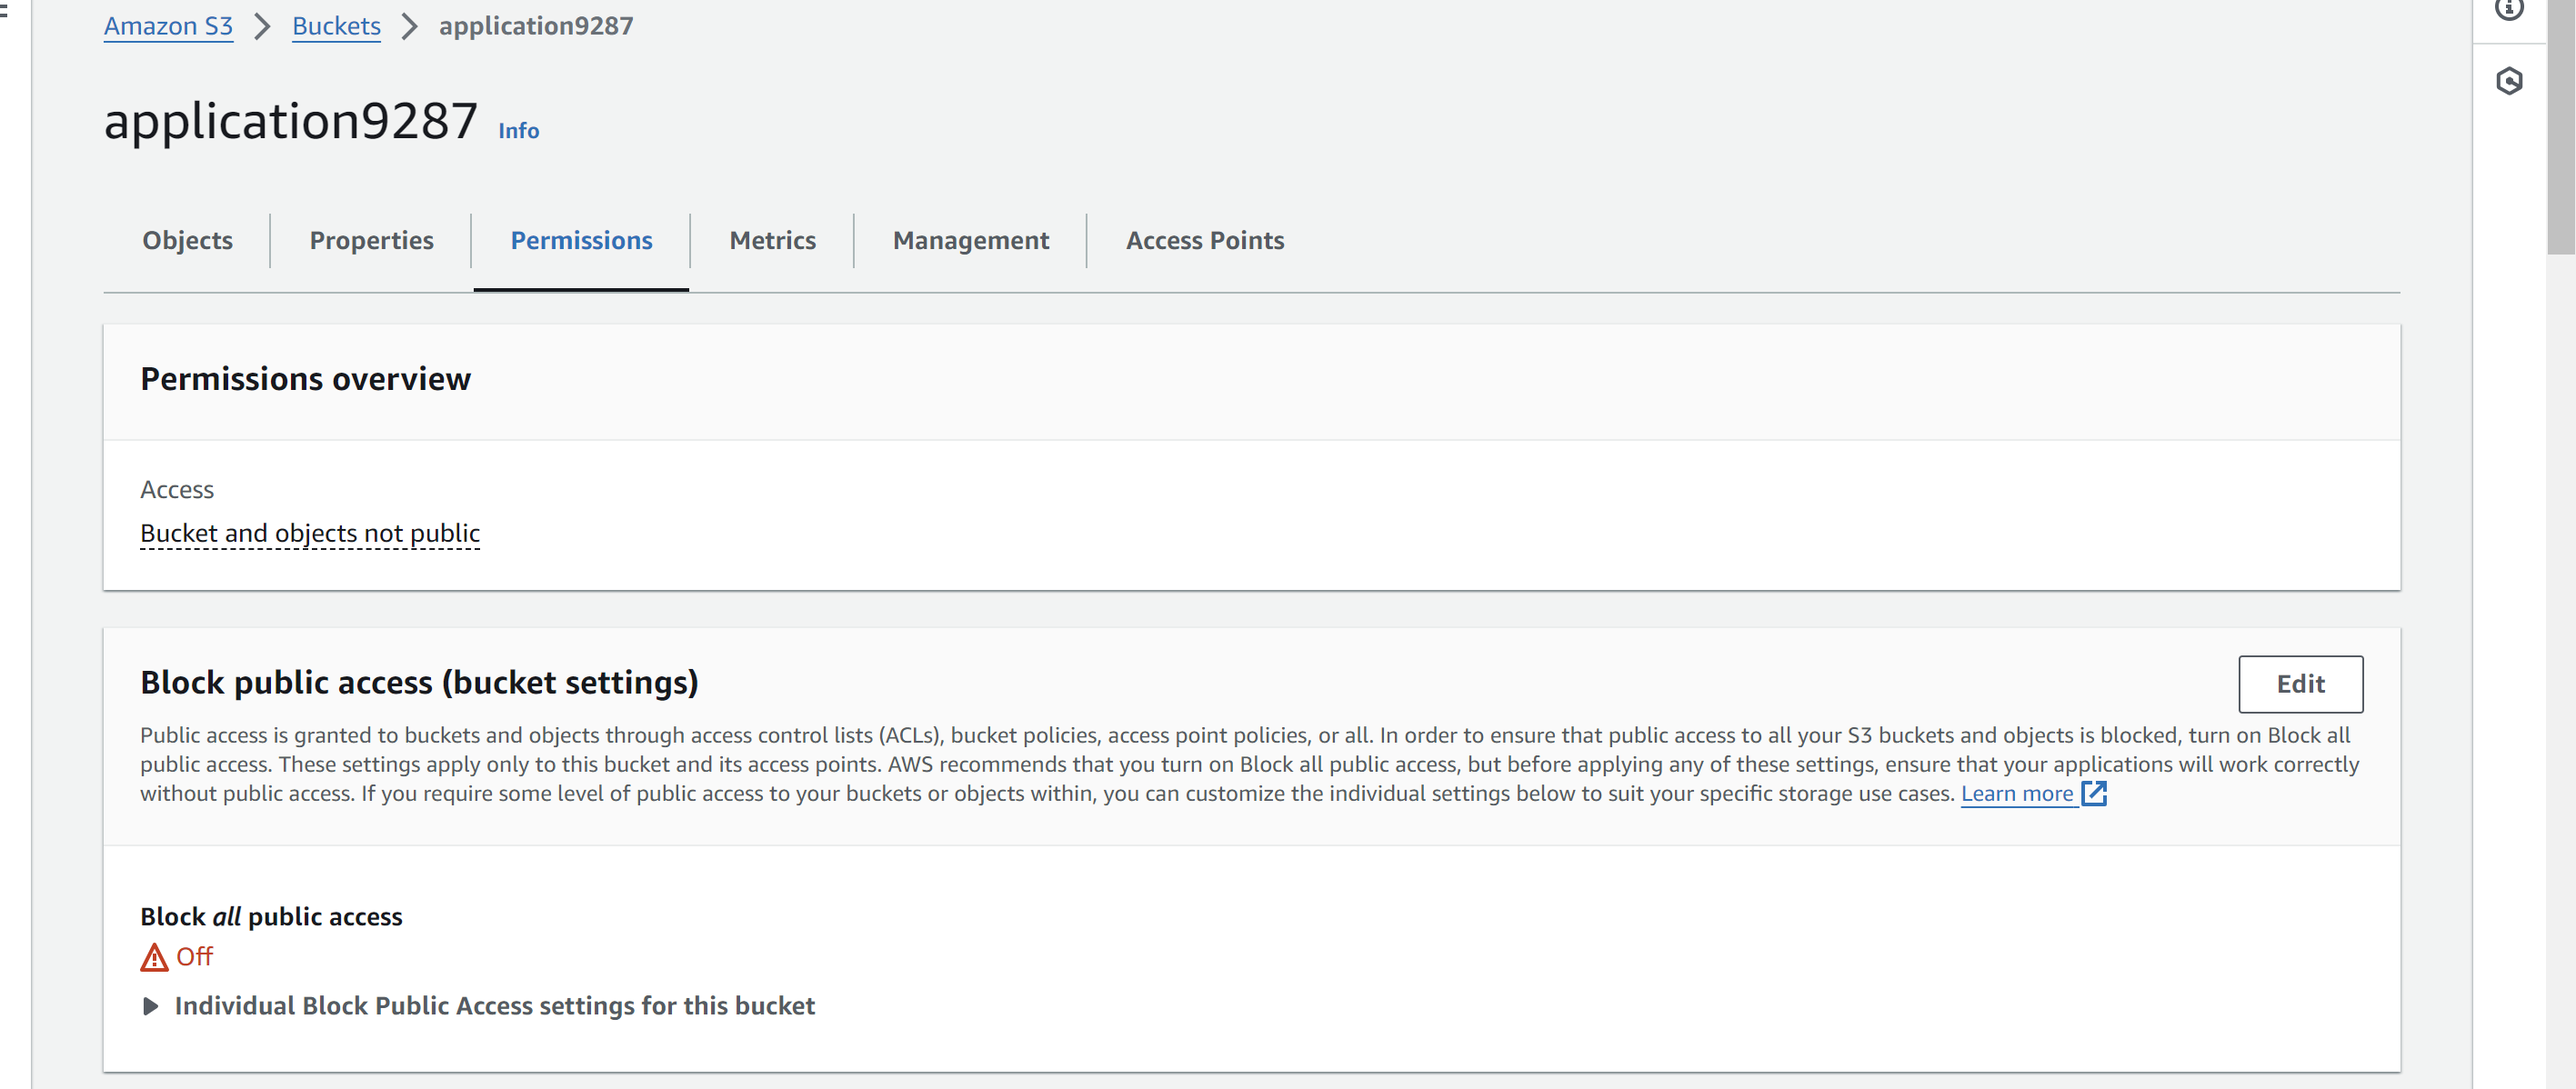 Amazon S3 > Buckets > application9287
application9287 Info
Objects Properties Permissions Metrics Management Access Points
Permissions overview
Access
Bucket and objects not public
Block public access (bucket settings)
Edit
Public access is granted to buckets and objects through access control lists (ACLs), bucket policies, access point policies, or all. In order to ensure that public access to all your S3 buckets and objects is blocked, turn on Block all
public access. These settings apply only to this bucket and its access points. AWS recommends that you turn on Block all public access, but before applying any of these settings, ensure that your applications will work correctly
without public access. If you require some level of public access to your buckets or objects within, you can customize the individual settings below to suit your specific storage use cases. Learn more
Block all public access
Off
Individual Block Public Access settings for this bucket